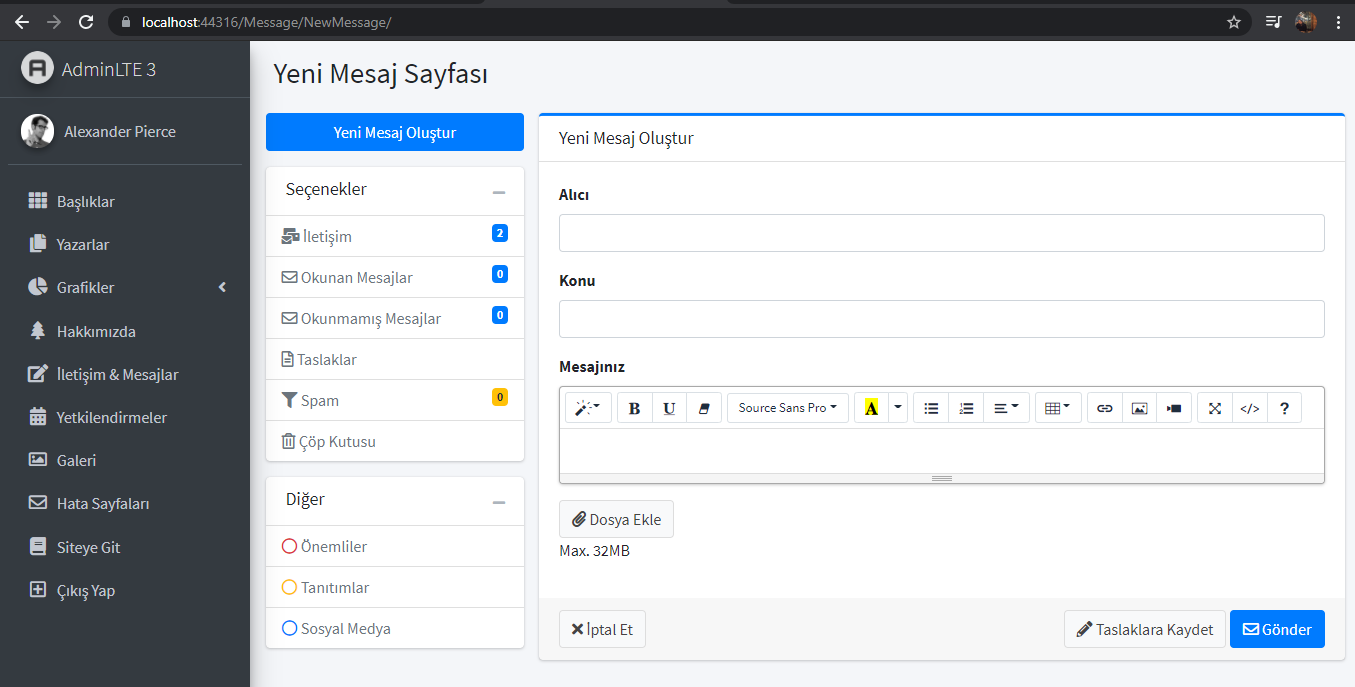 localhost:44316/Message/NewMessage/
AdminLTE 3
Alexander Pierce
Başlıklar
Yazarlar
Grafikler
Hakkımızda
İletişim & Mesajlar
Yetkilendirmeler
Galeri
Hata Sayfaları
Siteye Git
Çıkış Yap
Yeni Mesaj Sayfası
Yeni Mesaj Oluştur
Seçenekler
İletişim 2
Okunan Mesajlar 0
Okunmamış Mesajlar 0
Taslaklar
Spam 0
Çöp Kutusu
Diğer
Önemliler
Tanıtımlar
Sosyal Medya
Yeni Mesaj Oluştur
Alıcı
Konu
Mesajınız
B U Source Sans Pro A </> ?
Dosya Ekle
Max. 32MB
İptal Et Taslaklara Kaydet Gönder